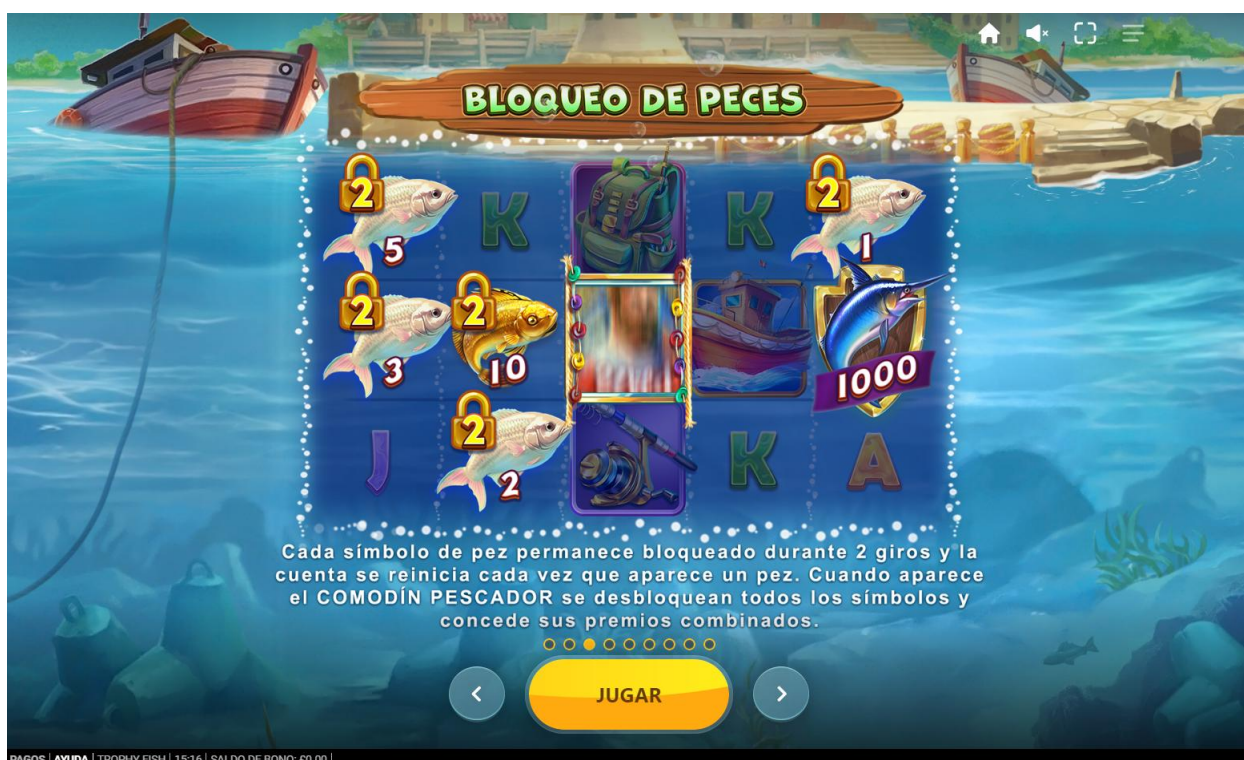 BLOQUEO DE PECES
2
5
K
K
2
1
2
3
2
10
1000
J
2
2
K
A
Cada símbolo de pez permanece bloqueado durante 2 giros y la
cuenta se reinicia cada vez que aparece un pez. Cuando aparece
el COMODÍN PESCADOR se desbloquean todos los símbolos y
concede sus premios combinados.
JUGAR
PAGOS | AYUDA | TROPHY FISH | 15:16 | SALDO DE BONO: £0.00 |